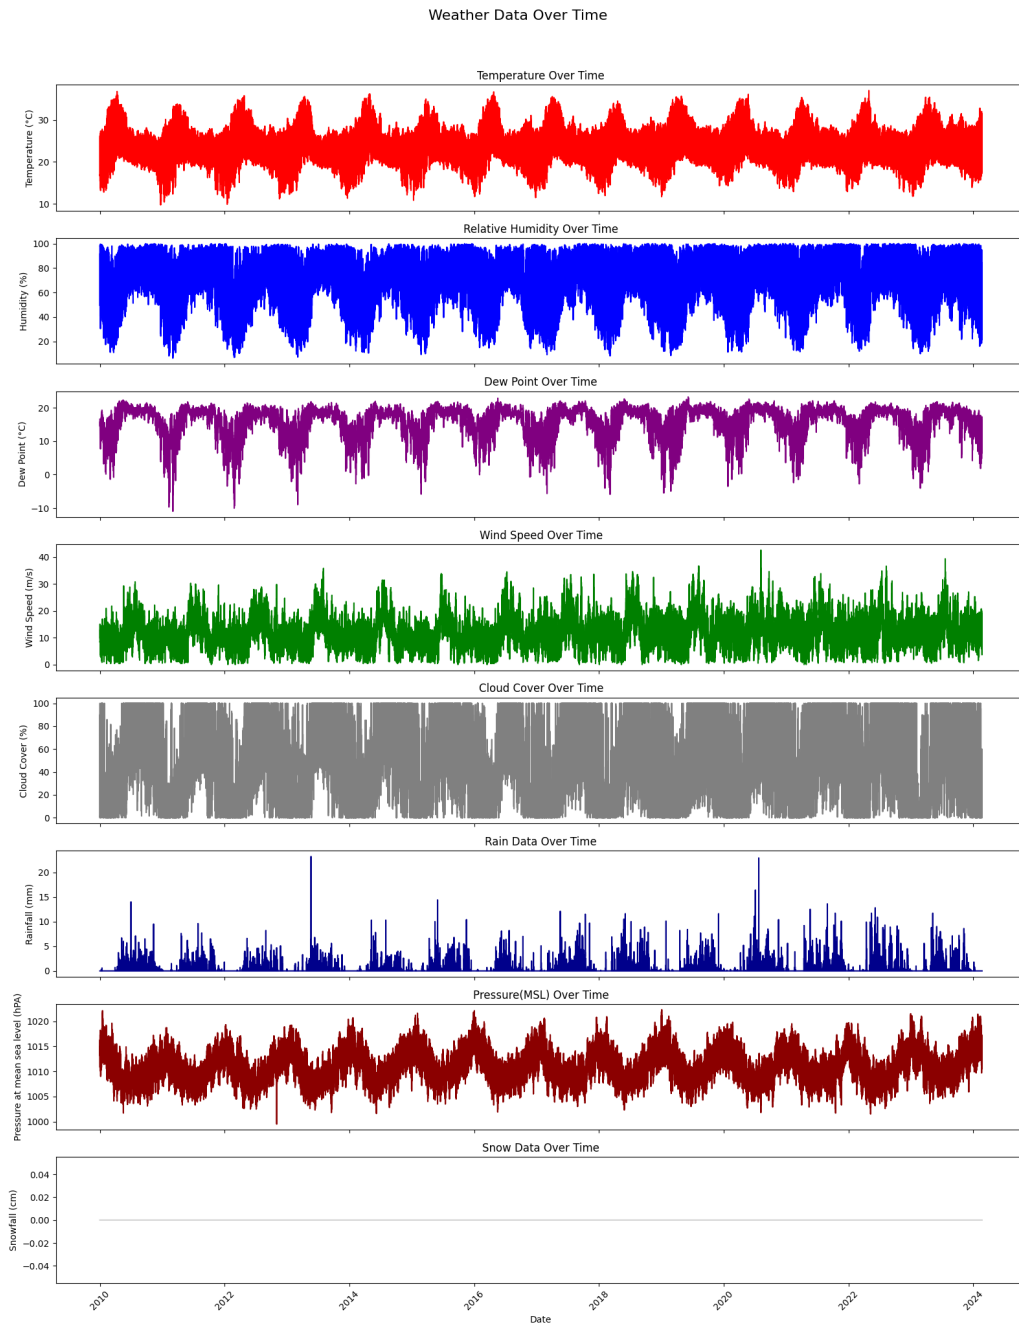 Weather Data Over Time
Temperature Over Time
Temperature (°C)
30
20
10
Relative Humidity Over Time
Humidity (%)
100
80
60
40
20
Dew Point Over Time
Dew Point (°C)
20
10
0
−10
Wind Speed Over Time
Wind Speed (m/s)
40
30
20
10
0
Cloud Cover Over Time
Cloud Cover (%)
100
80
60
40
20
0
Rain Data Over Time
Rainfall (mm)
20
15
10
5
0
Pressure(MSL) Over Time
Pressure at mean sea level (hPA)
1020
1015
1010
1005
1000
Snow Data Over Time
Snowfall (cm)
0.04
0.02
0.00
−0.02
−0.04
2010
2012
2014
2016
2018
2020
2022
2024
Date